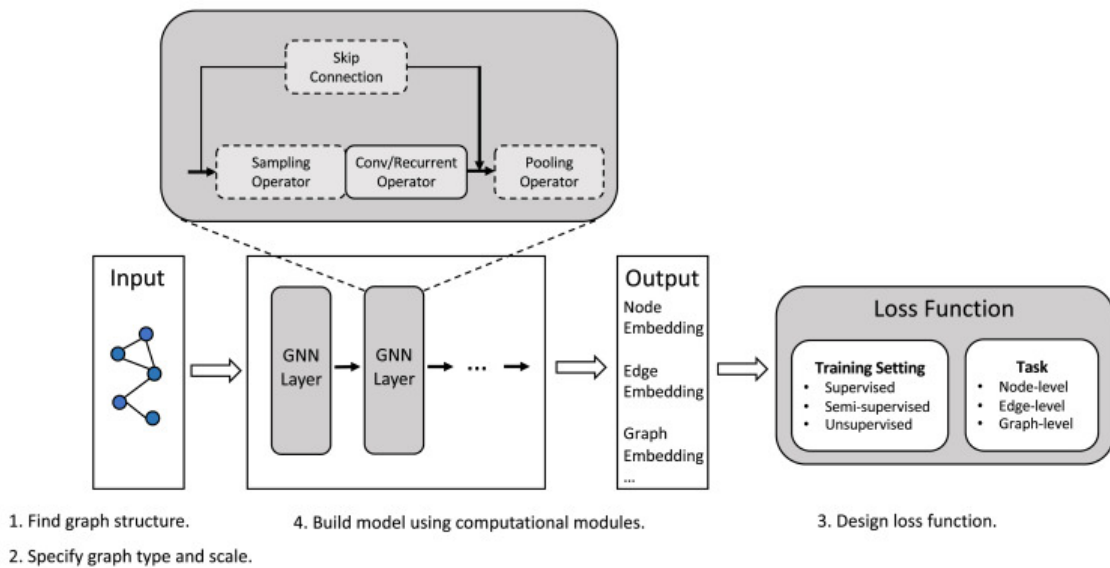 Skip
Connection
Sampling
Operator
Conv/Recurrent
Operator
Pooling
Operator
Input
GNN
Layer
GNN
Layer
...
Output
Node
Embedding
Edge
Embedding
Graph
Embedding
...
Loss Function
Training Setting
• Supervised
• Semi-supervised
• Unsupervised
Task
• Node-level
• Edge-level
• Graph-level
1. Find graph structure.
2. Specify graph type and scale.
4. Build model using computational modules.
3. Design loss function.